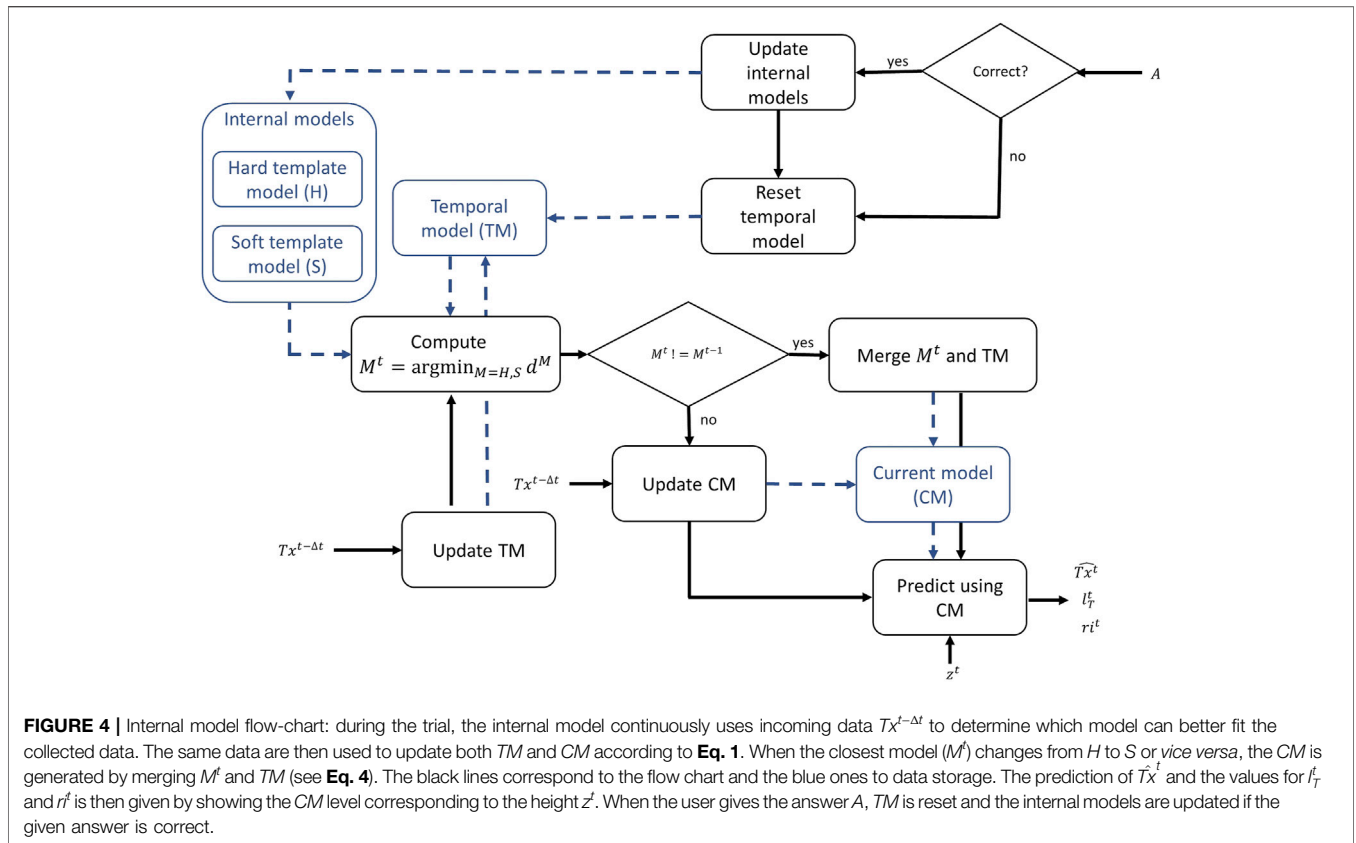 Update
internal
models
yes
Correct?
A
no
Internal models
Hard template
model (H)
Soft template
model (S)
Temporal
model (TM)
Reset
temporal
model
Compute
M^t = argmin_{M=H,S} d^M
M^t != M^{t-1}
yes
Merge M^t and TM
no
Tx^{t-Δt}
Update CM
Current model
(CM)
Tx^{t-Δt}
Update TM
Predict using
CM
\widehat{Tx}^t
l_T^t
ri^t
z^t
FIGURE 4 | Internal model flow-chart: during the trial, the internal model continuously uses incoming data Tx^{t-Δt} to determine which model can better fit the
collected data. The same data are then used to update both TM and CM according to Eq. 1. When the closest model (M^t) changes from H to S or vice versa, the CM is
generated by merging M^t and TM (see Eq. 4). The black lines correspond to the flow chart and the blue ones to data storage. The prediction of \hat{Tx}^t and the values for l_T^t
and ri^t is then given by showing the CM level corresponding to the height z^t. When the user gives the answer A, TM is reset and the internal models are updated if the
given answer is correct.